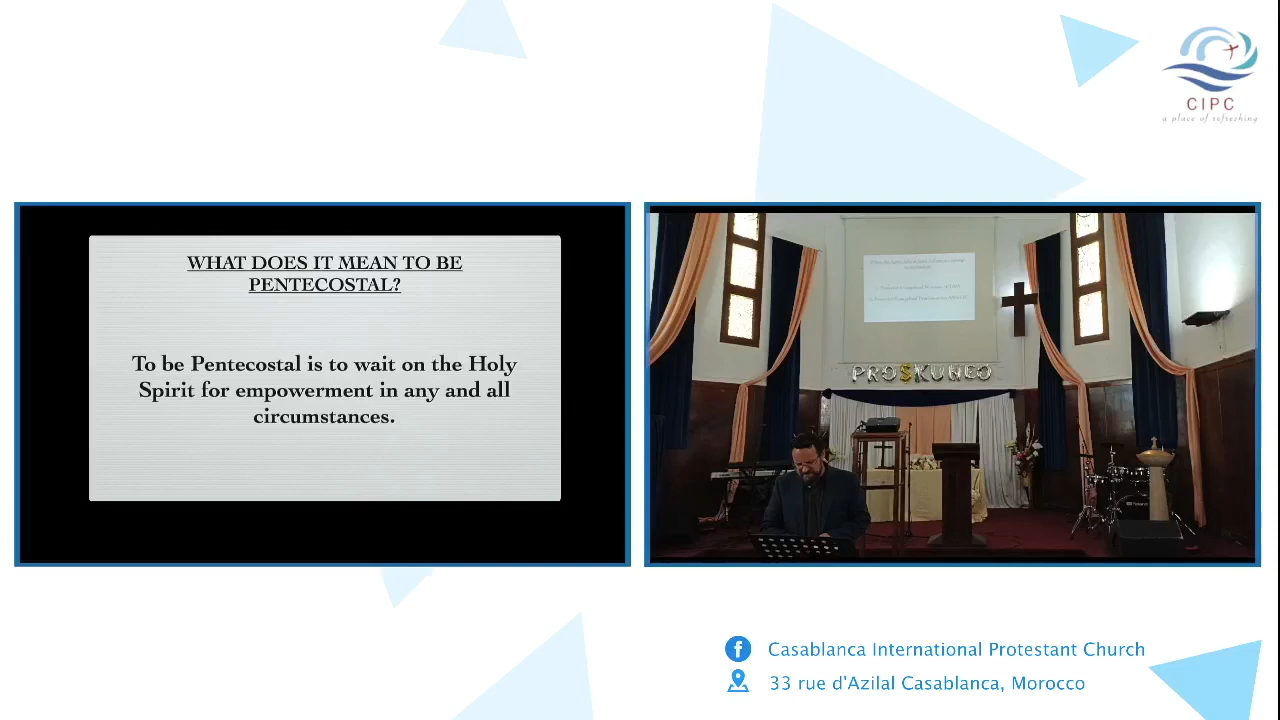 CIPC
a place of refreshing
WHAT DOES IT MEAN TO BE
PENTECOSTAL?
To be Pentecostal is to wait on the Holy
Spirit for empowerment in any and all
circumstances.
PROSKUNEO
Casablanca International Protestant Church
33 rue d'Azilal Casablanca, Morocco